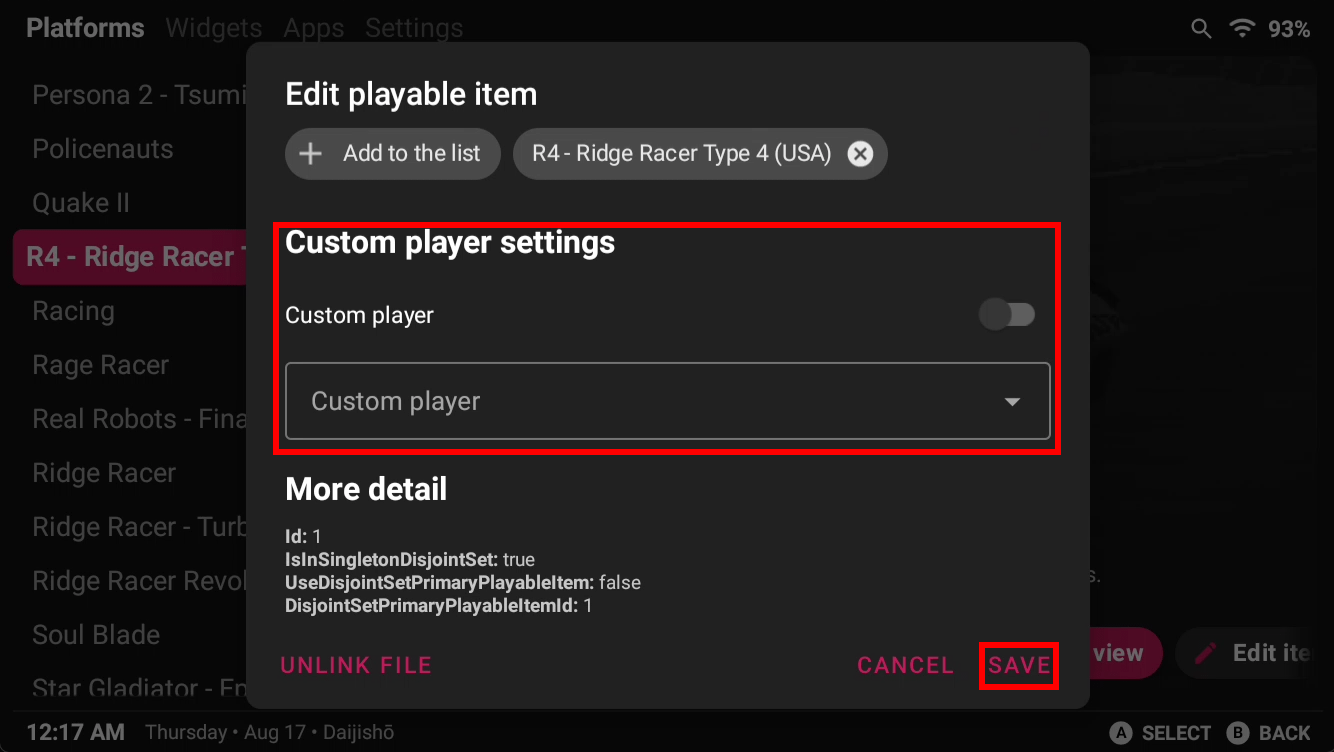 Platforms Widgets Apps Settings 93%
Persona 2 - Tsumi
Policenauts
Quake II
R4 - Ridge Racer
Racing
Rage Racer
Real Robots - Fina
Ridge Racer
Ridge Racer - Turb
Ridge Racer Revol
Soul Blade
Star Gladiator - Ep
Edit playable item
Add to the list R4 - Ridge Racer Type 4 (USA)
Custom player settings
Custom player
Custom player
More detail
Id: 1
IsInSingletonDisjointSet: true
UseDisjointSetPrimaryPlayableItem: false
DisjointSetPrimaryPlayableItemId: 1
UNLINK FILE CANCEL SAVE
s.
view Edit ite
12:17 AM Thursday • Aug 17 • Daijishō A SELECT B BACK